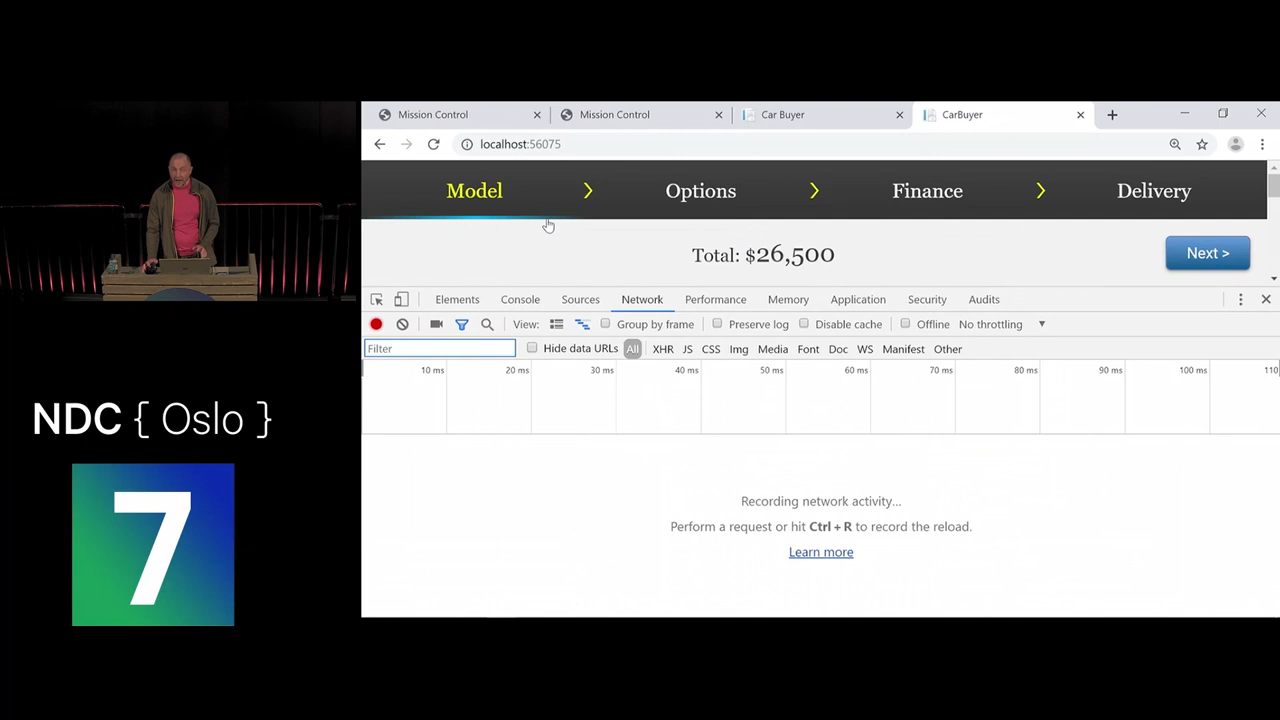 Mission Control
Mission Control
Car Buyer
CarBuyer
localhost:56075
Model
Options
Finance
Delivery
Total: $26,500
Next >
Elements
Console
Sources
Network
Performance
Memory
Application
Security
Audits
View:
Group by frame
Preserve log
Disable cache
Offline
No throttling
Filter
Hide data URLs
All
XHR
JS
CSS
Img
Media
Font
Doc
WS
Manifest
Other
10 ms
20 ms
30 ms
40 ms
50 ms
60 ms
70 ms
80 ms
90 ms
100 ms
110
Recording network activity...
Perform a request or hit Ctrl + R to record the reload.
Learn more
NDC { Oslo }
7